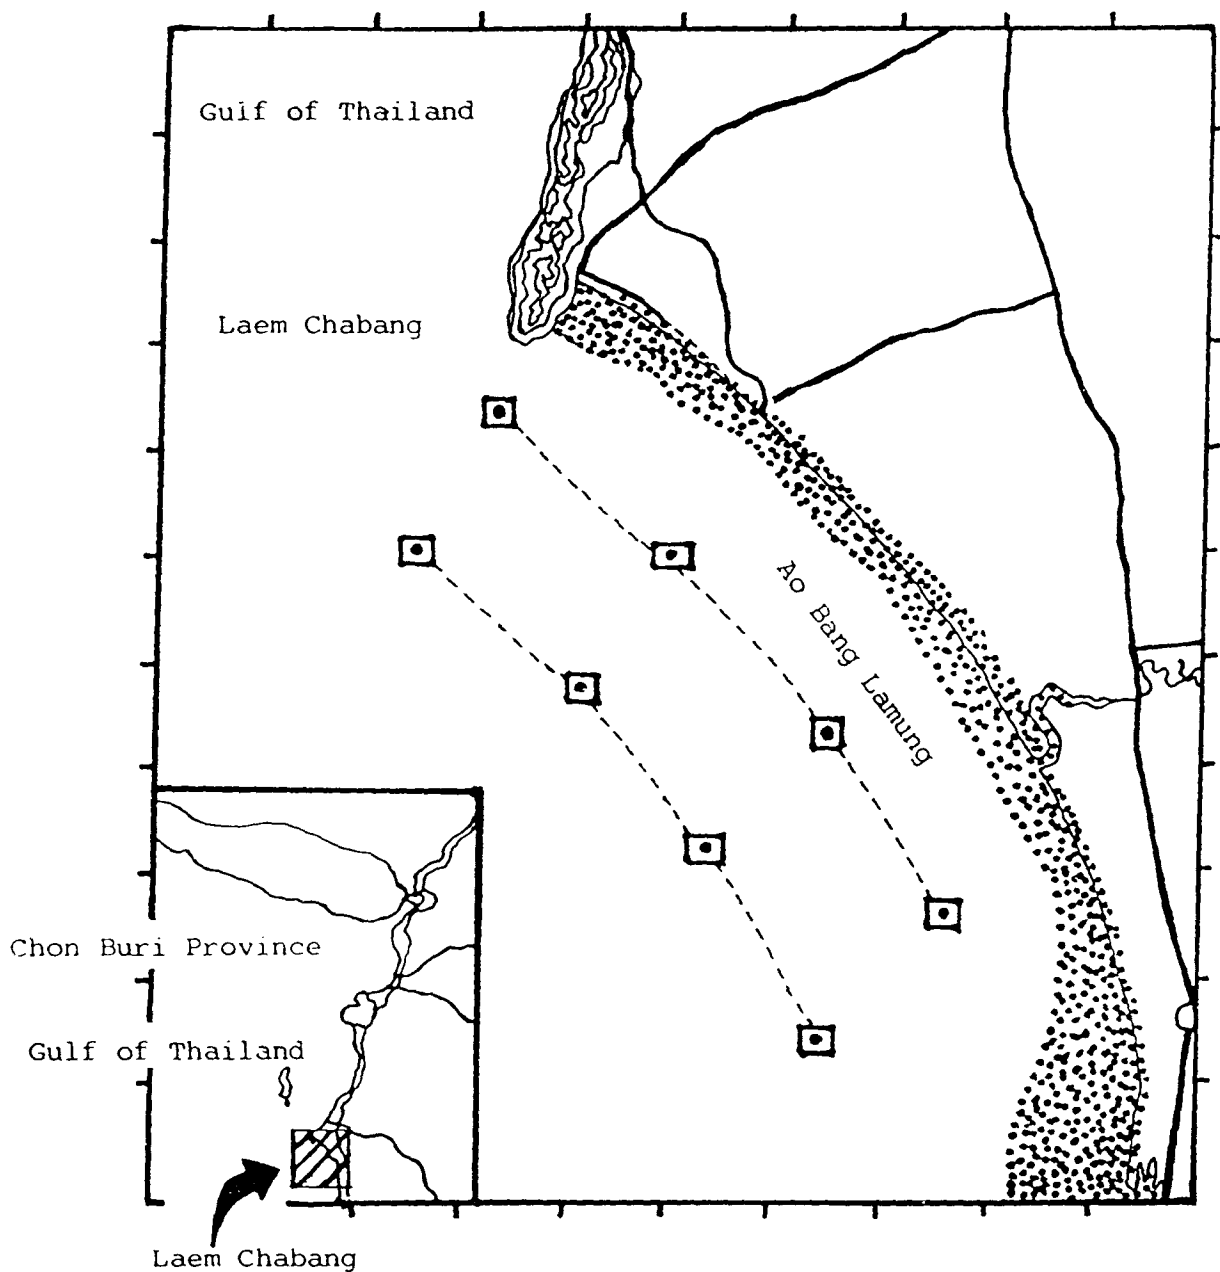 Gulf of Thailand
Laem Chabang
Ao Bang Lamung
Chon Buri Province
Gulf of Thailand
Laem Chabang